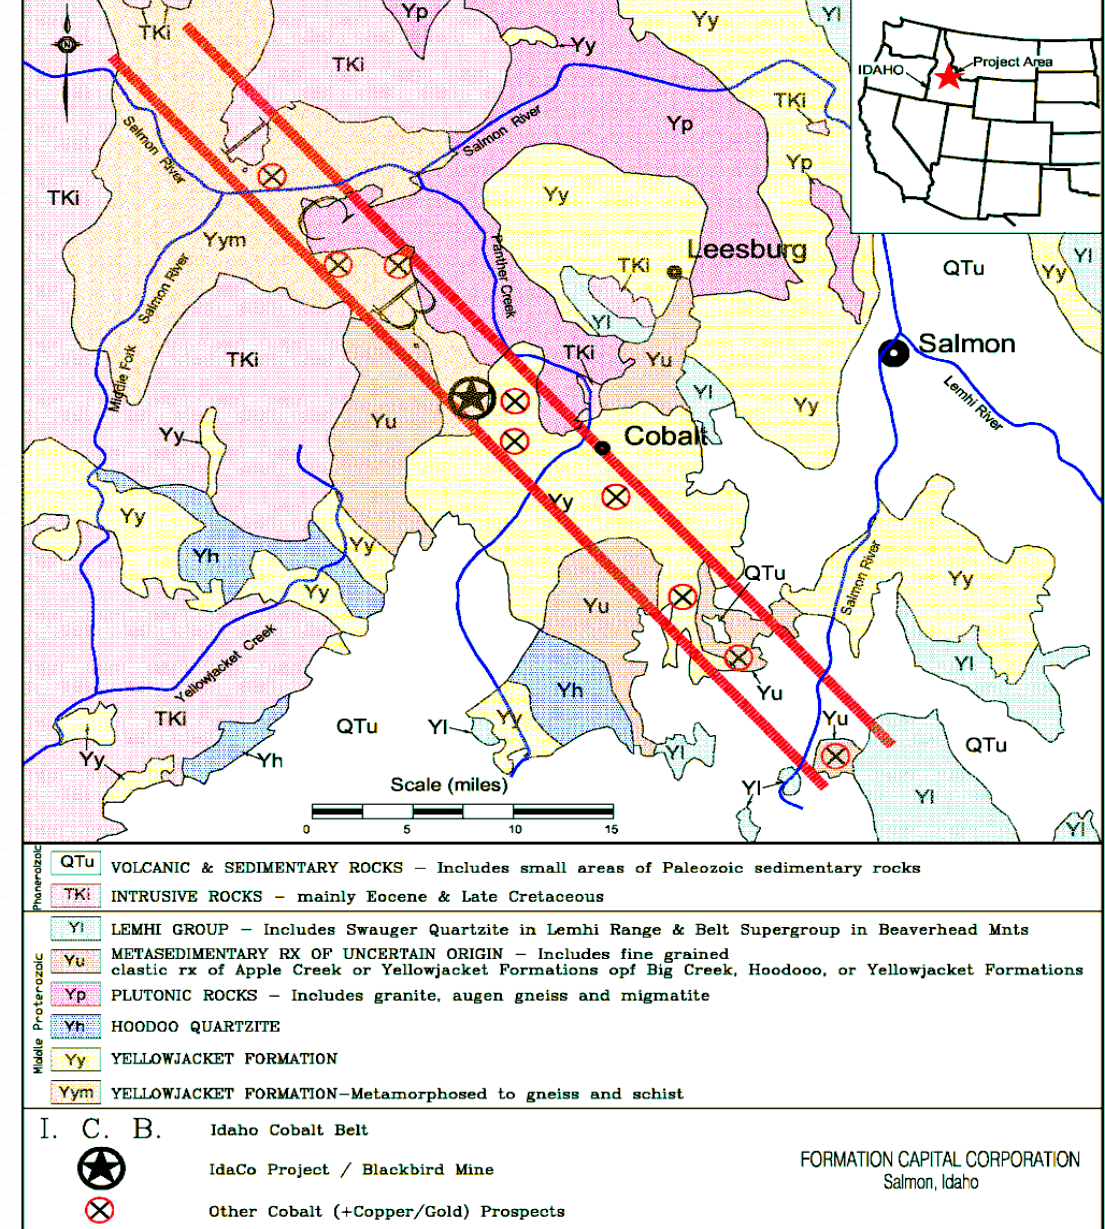 TKi
Yp
Yy
Yl
Yy
TKi
IDAHO
Project Area
TKi
Salmon River
Salmon River
Yp
Yp
TKi
Yy
Yym
Panther Creek
Leesburg
TKi
QTu
Yl
Yy
Salmon River
Yl
Salmon
TKi
TKi
Yu
Yl
Middle Fork
Lemhi River
Yu
Yy
Yy
Cobalt
Yy
Yy
Yh
Yy
Yy
QTu
Salmon River
Yy
Yu
Yl
Yellowjacket Creek
Yh
Yu
TKi
QTu
Yl
Yy
Yu
QTu
Yl
Yy
Yh
Yl
Yl
Yl
Scale (miles)
0 5 10 15
Phanerozoic
QTu VOLCANIC & SEDIMENTARY ROCKS – Includes small areas of Paleozoic sedimentary rocks
TKi INTRUSIVE ROCKS – mainly Eocene & Late Cretaceous
Middle Proterozoic
Yl LEMHI GROUP – Includes Swauger Quartzite in Lemhi Range & Belt Supergroup in Beaverhead Mnts
Yu METASEDIMENTARY RX OF UNCERTAIN ORIGIN – Includes fine grained
clastic rx of Apple Creek or Yellowjacket Formations opf Big Creek, Hoodooo, or Yellowjacket Formations
Yp PLUTONIC ROCKS – Includes granite, augen gneiss and migmatite
Yh HOODOO QUARTZITE
Yy YELLOWJACKET FORMATION
Yym YELLOWJACKET FORMATION–Metamorphosed to gneiss and schist
I. C. B. Idaho Cobalt Belt
IdaCo Project / Blackbird Mine
Other Cobalt (+Copper/Gold) Prospects
FORMATION CAPITAL CORPORATION
Salmon, Idaho